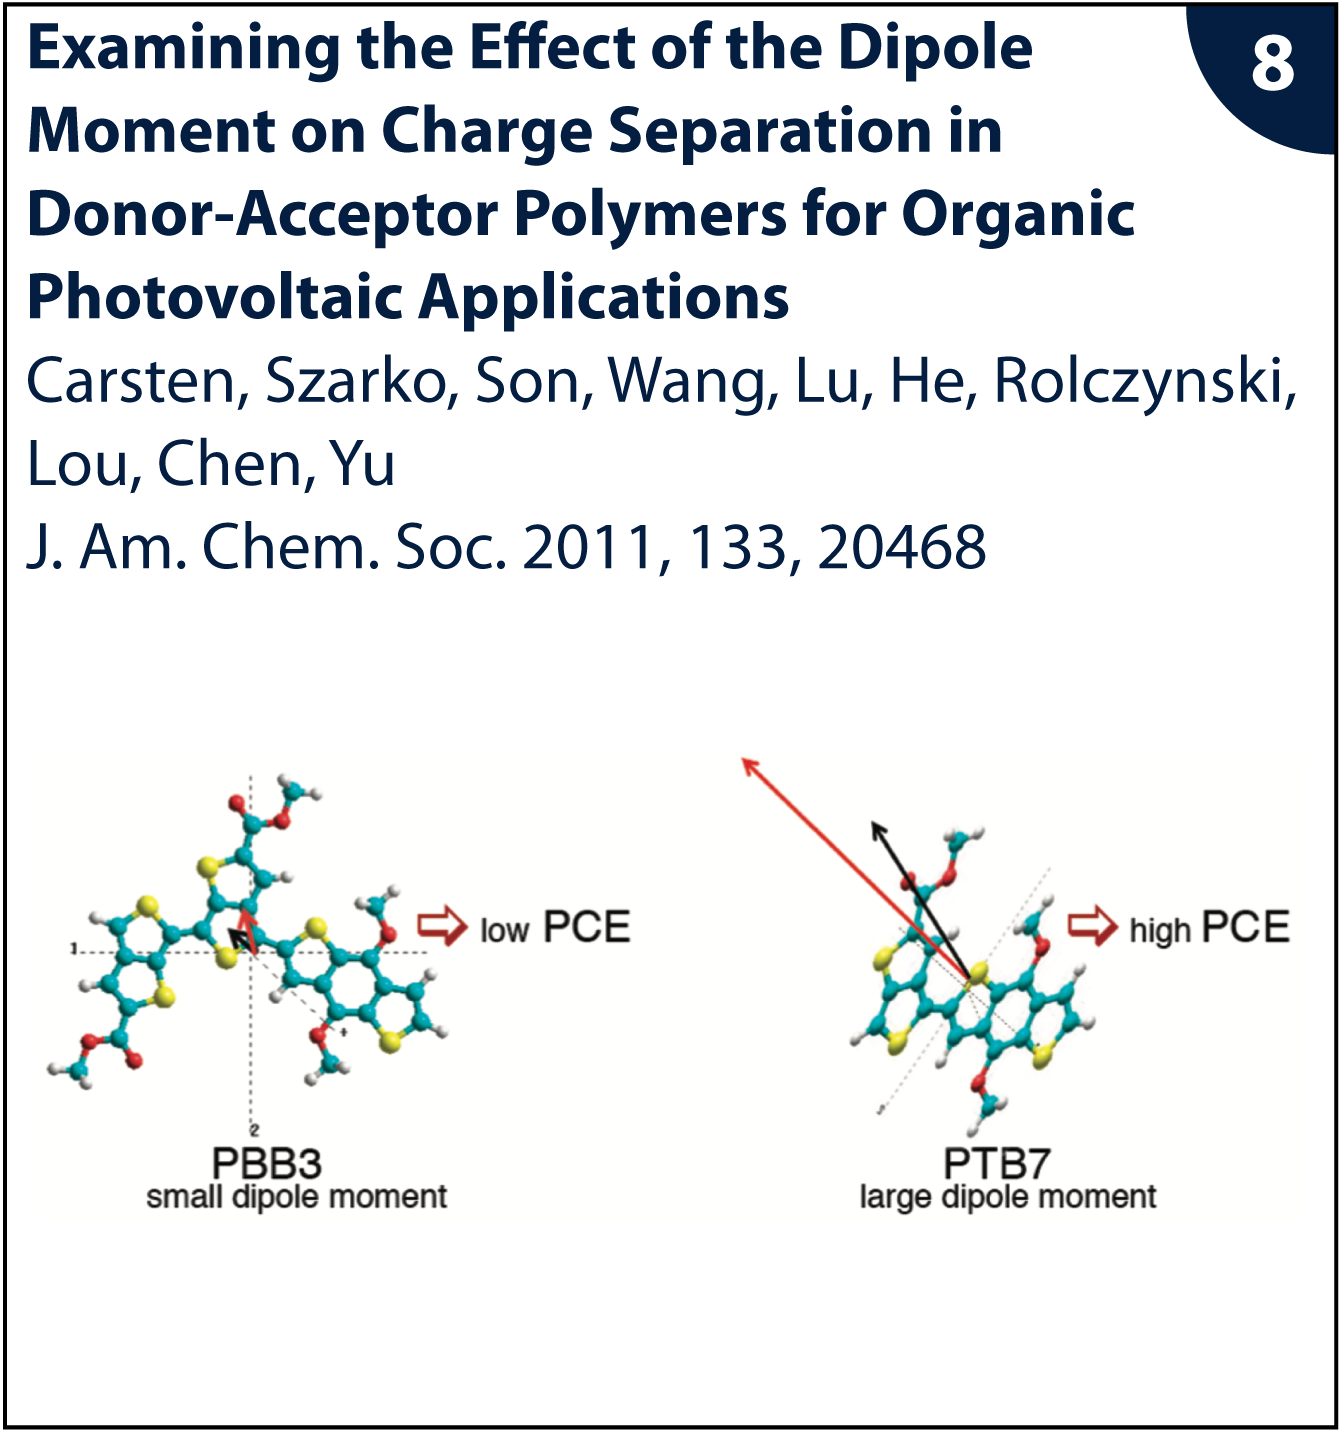 Examining the Effect of the Dipole
8
Moment on Charge Separation in
Donor-Acceptor Polymers for Organic
Photovoltaic Applications
Carsten, Szarko, Son, Wang, Lu, He, Rolczynski,
Lou, Chen, Yu
J. Am. Chem. Soc. 2011, 133, 20468
1
2
low PCE
PBB3
small dipole moment
high PCE
PTB7
large dipole moment